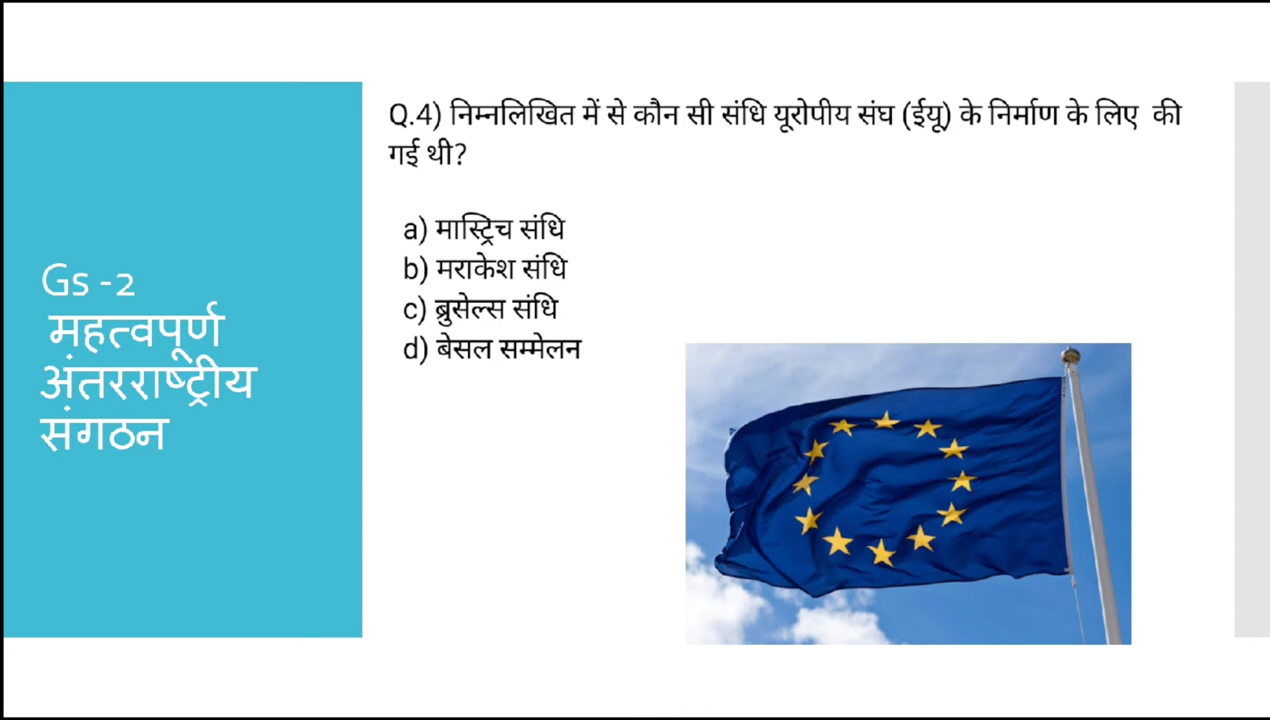 Gs -2
महत्वपूर्ण
अंतरराष्ट्रीय
संगठन
Q.4) निम्नलिखित में से कौन सी संधि यूरोपीय संघ (ईयू) के निर्माण के लिए की
गई थी?
a) मास्ट्रिच संधि
b) मराकेश संधि
c) ब्रुसेल्स संधि
d) बेसल सम्मेलन